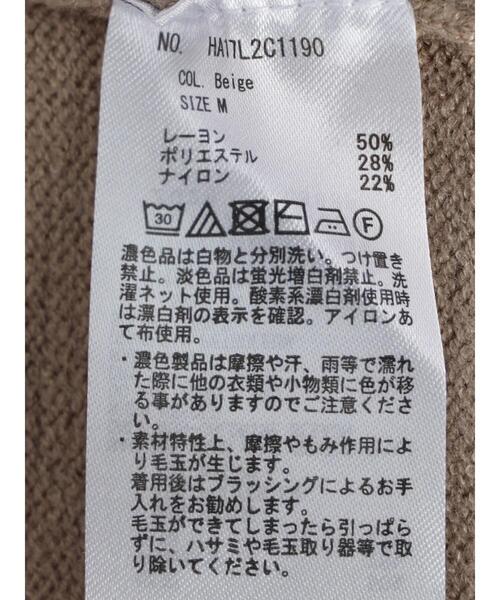 NO. HA17L2C1190
COL. Beige
SIZE M
レーヨン 50%
ポリエステル 28%
ナイロン 22%
30 F
濃色品は白物と分別洗い。つけ置き
禁止。淡色品は蛍光増白剤禁止。洗
濯ネット使用。酸素系漂白剤使用時
は漂白剤の表示を確認。アイロンあ
て布使用。
・濃色製品は摩擦や汗、雨等で濡れ
た際に他の衣類や小物類に色が移
る事がありますのでご注意くださ
い。
・素材特性上、摩擦やもみ作用によ
り毛玉が生じます。
着用後はブラッシングによるお手
入れをお勧めします。
毛玉ができてしまったら引っぱら
ずに、ハサミや毛玉取り器等で取
り除いてください。